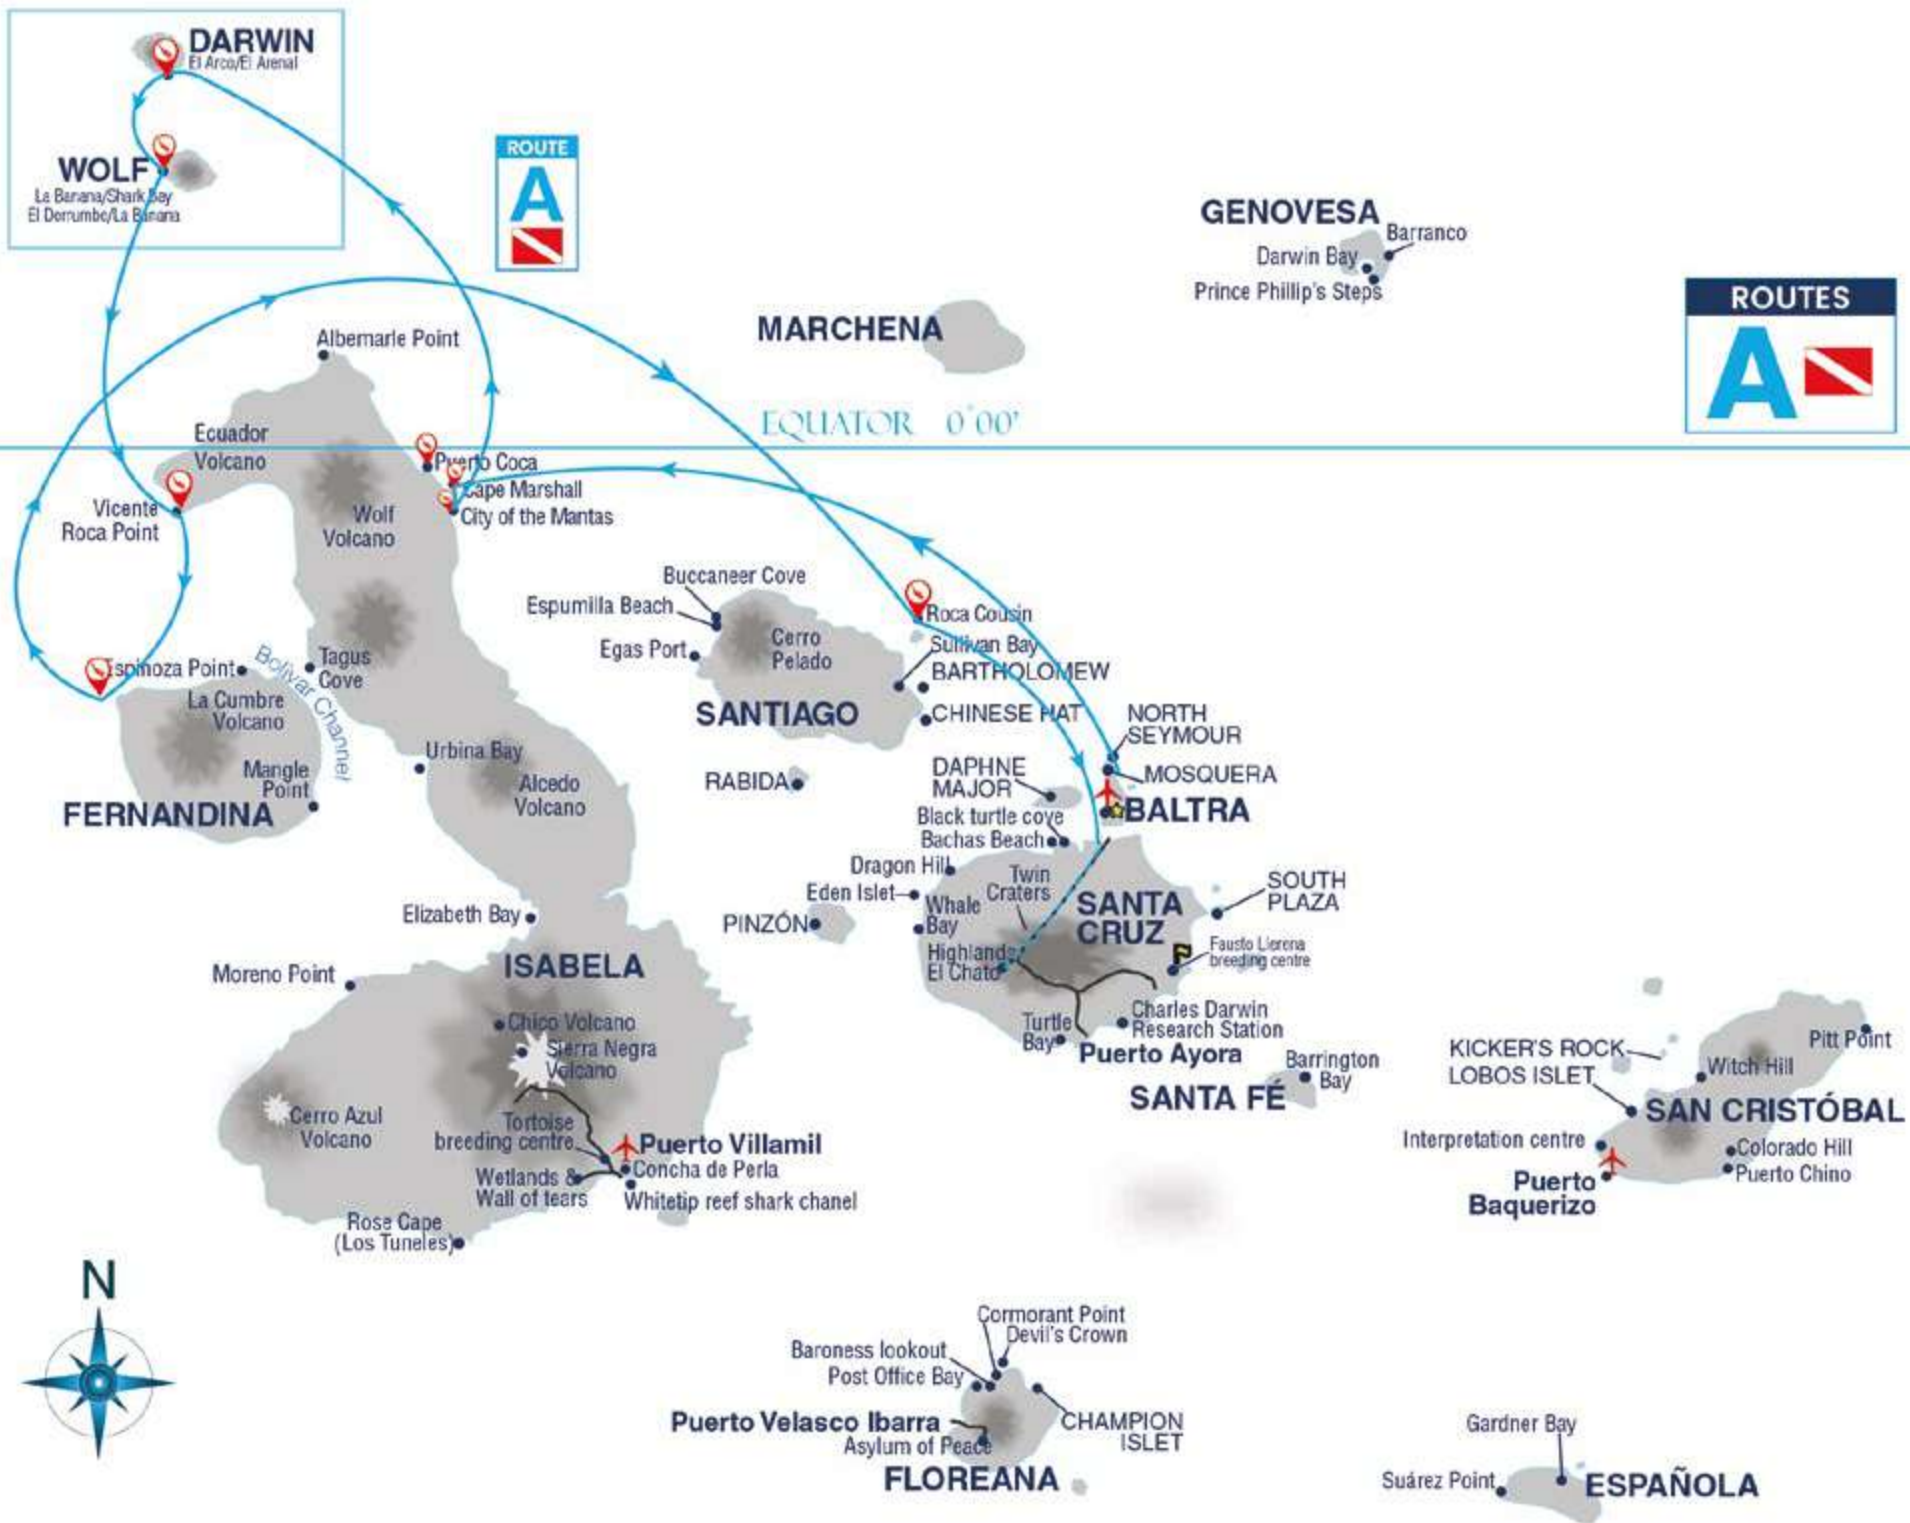 DARWIN
El Arco/El Arenal
WOLF
La Banana/Shark Bay
El Derrumbe/La Banana
ROUTE
A
GENOVESA
Barranco
Darwin Bay
Prince Phillip's Steps
ROUTES
A
MARCHENA
EQUATOR 0°00'
Albemarle Point
Ecuador
Volcano
Puerto Coca
Cape Marshall
City of the Mantas
Vicente
Roca Point
Wolf
Volcano
Buccaneer Cove
Espumilla Beach
Egas Port
Cerro
Pelado
SANTIAGO
Roca Cousin
Sullivan Bay
BARTHOLOMEW
CHINESE HAT
Espinoza Point
Bolivar Channel
Tagus
Cove
La Cumbre
Volcano
Mangle
Point
FERNANDINA
Urbina Bay
Alcedo
Volcano
RABIDA
NORTH
SEYMOUR
MOSQUERA
BALTRA
DAPHNE
MAJOR
Black turtle cove
Bachas Beach
Dragon Hill
Eden Islet
Whale
Bay
Twin
Craters
PINZÓN
SANTA
CRUZ
SOUTH
PLAZA
Fausto Llerena
breeding centre
Highlands
El Chato
Turtle
Bay
Charles Darwin
Research Station
Puerto Ayora
SANTA FÉ
Barrington
Bay
Elizabeth Bay
ISABELA
Moreno Point
Chico Volcano
Sierra Negra
Volcano
Cerro Azul
Volcano
Tortoise
breeding centre
Puerto Villamil
Concha de Perla
Wetlands &
Wall of tears
Whitetip reef shark chanel
Rose Cape
(Los Tuneles)
KICKER'S ROCK
LOBOS ISLET
Pitt Point
Witch Hill
SAN CRISTÓBAL
Interpretation centre
Colorado Hill
Puerto Chino
Puerto
Baquerizo
N
Cormorant Point
Devil's Crown
Baroness lookout
Post Office Bay
Puerto Velasco Ibarra
Asylum of Peace
CHAMPION
ISLET
FLOREANA
Gardner Bay
Suárez Point
ESPAÑOLA